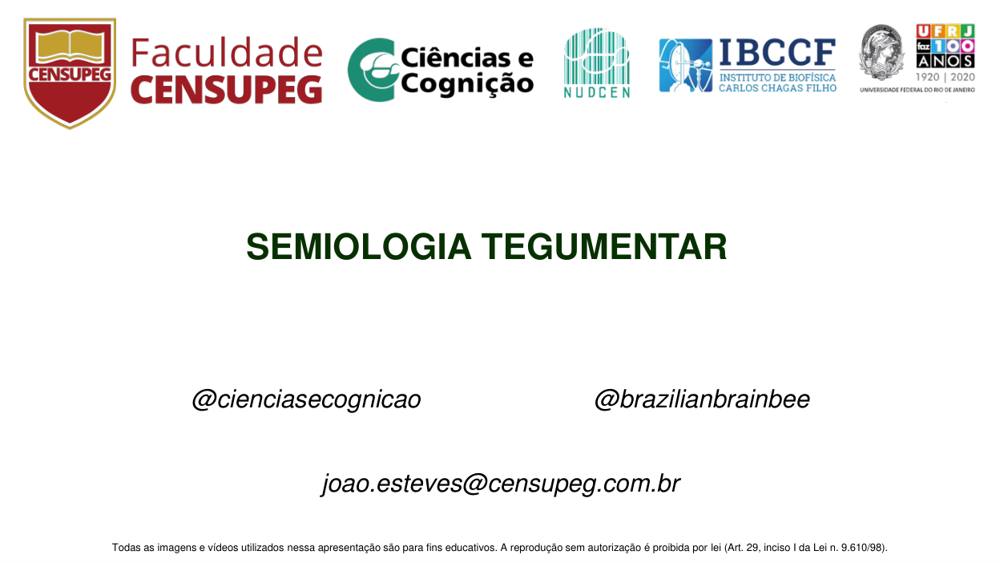 CENSUPEG
Faculdade
CENSUPEG
Ciências e
Cognição
NUDCEN
IBCCF
INSTITUTO DE BIOFÍSICA
CARLOS CHAGAS FILHO
UFRJ
faz 100
ANOS
1920 | 2020
UNIVERSIDADE FEDERAL DO RIO DE JANEIRO
SEMIOLOGIA TEGUMENTAR
@cienciasecognicao @brazilianbrainbee
joao.esteves@censupeg.com.br
Todas as imagens e vídeos utilizados nessa apresentação são para fins educativos. A reprodução sem autorização é proibida por lei (Art. 29, inciso I da Lei n. 9.610/98).